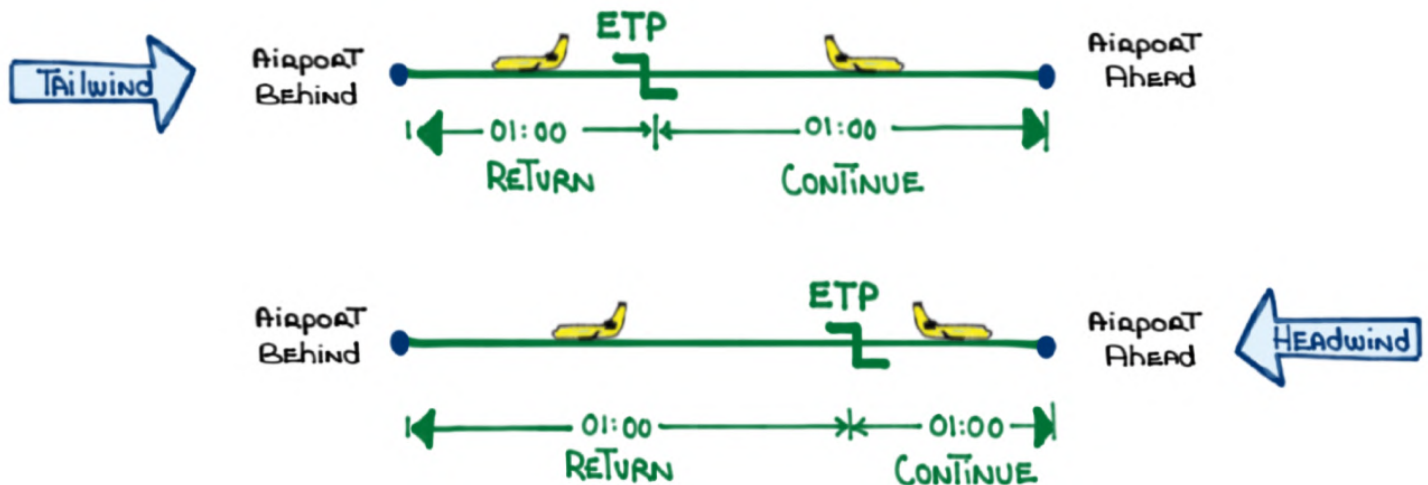 ETP
Tailwind
Airport Behind
Airport Ahead
01:00
01:00
Return
Continue
ETP
Airport Behind
Airport Ahead
Headwind
01:00
01:00
Return
Continue